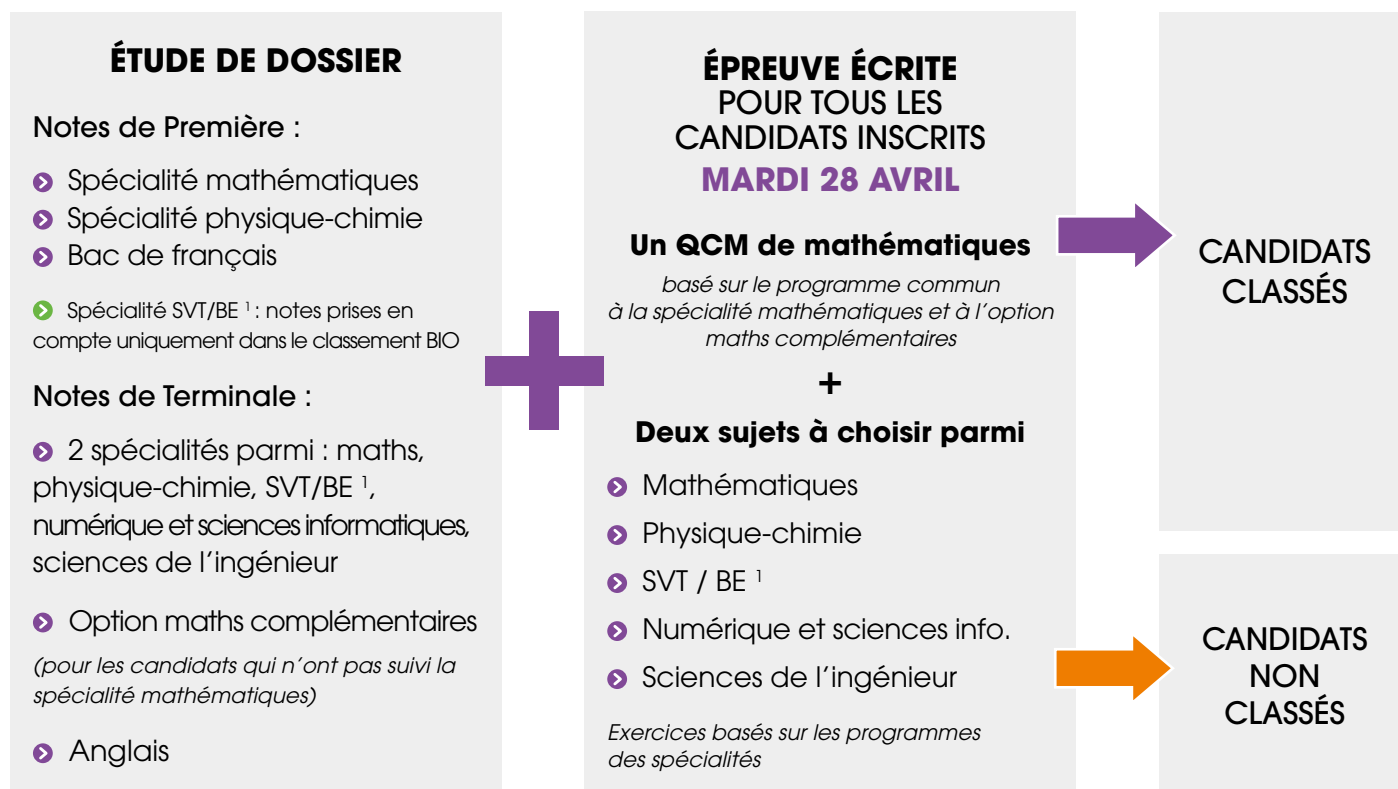 ÉTUDE DE DOSSIER
Notes de Première :
Spécialité mathématiques
Spécialité physique-chimie
Bac de français
Spécialité SVT/BE ¹ : notes prises en
compte uniquement dans le classement BIO
Notes de Terminale :
2 spécialités parmi : maths,
physique-chimie, SVT/BE ¹,
numérique et sciences informatiques,
sciences de l’ingénieur
Option maths complémentaires
(pour les candidats qui n’ont pas suivi la
spécialité mathématiques)
Anglais
ÉPREUVE ÉCRITE
POUR TOUS LES
CANDIDATS INSCRITS
MARDI 28 AVRIL
Un QCM de mathématiques
basé sur le programme commun
à la spécialité mathématiques et à l’option
maths complémentaires
+
Deux sujets à choisir parmi
Mathématiques
Physique-chimie
SVT / BE ¹
Numérique et sciences info.
Sciences de l’ingénieur
Exercices basés sur les programmes
des spécialités
CANDIDATS
CLASSÉS
CANDIDATS
NON
CLASSÉS